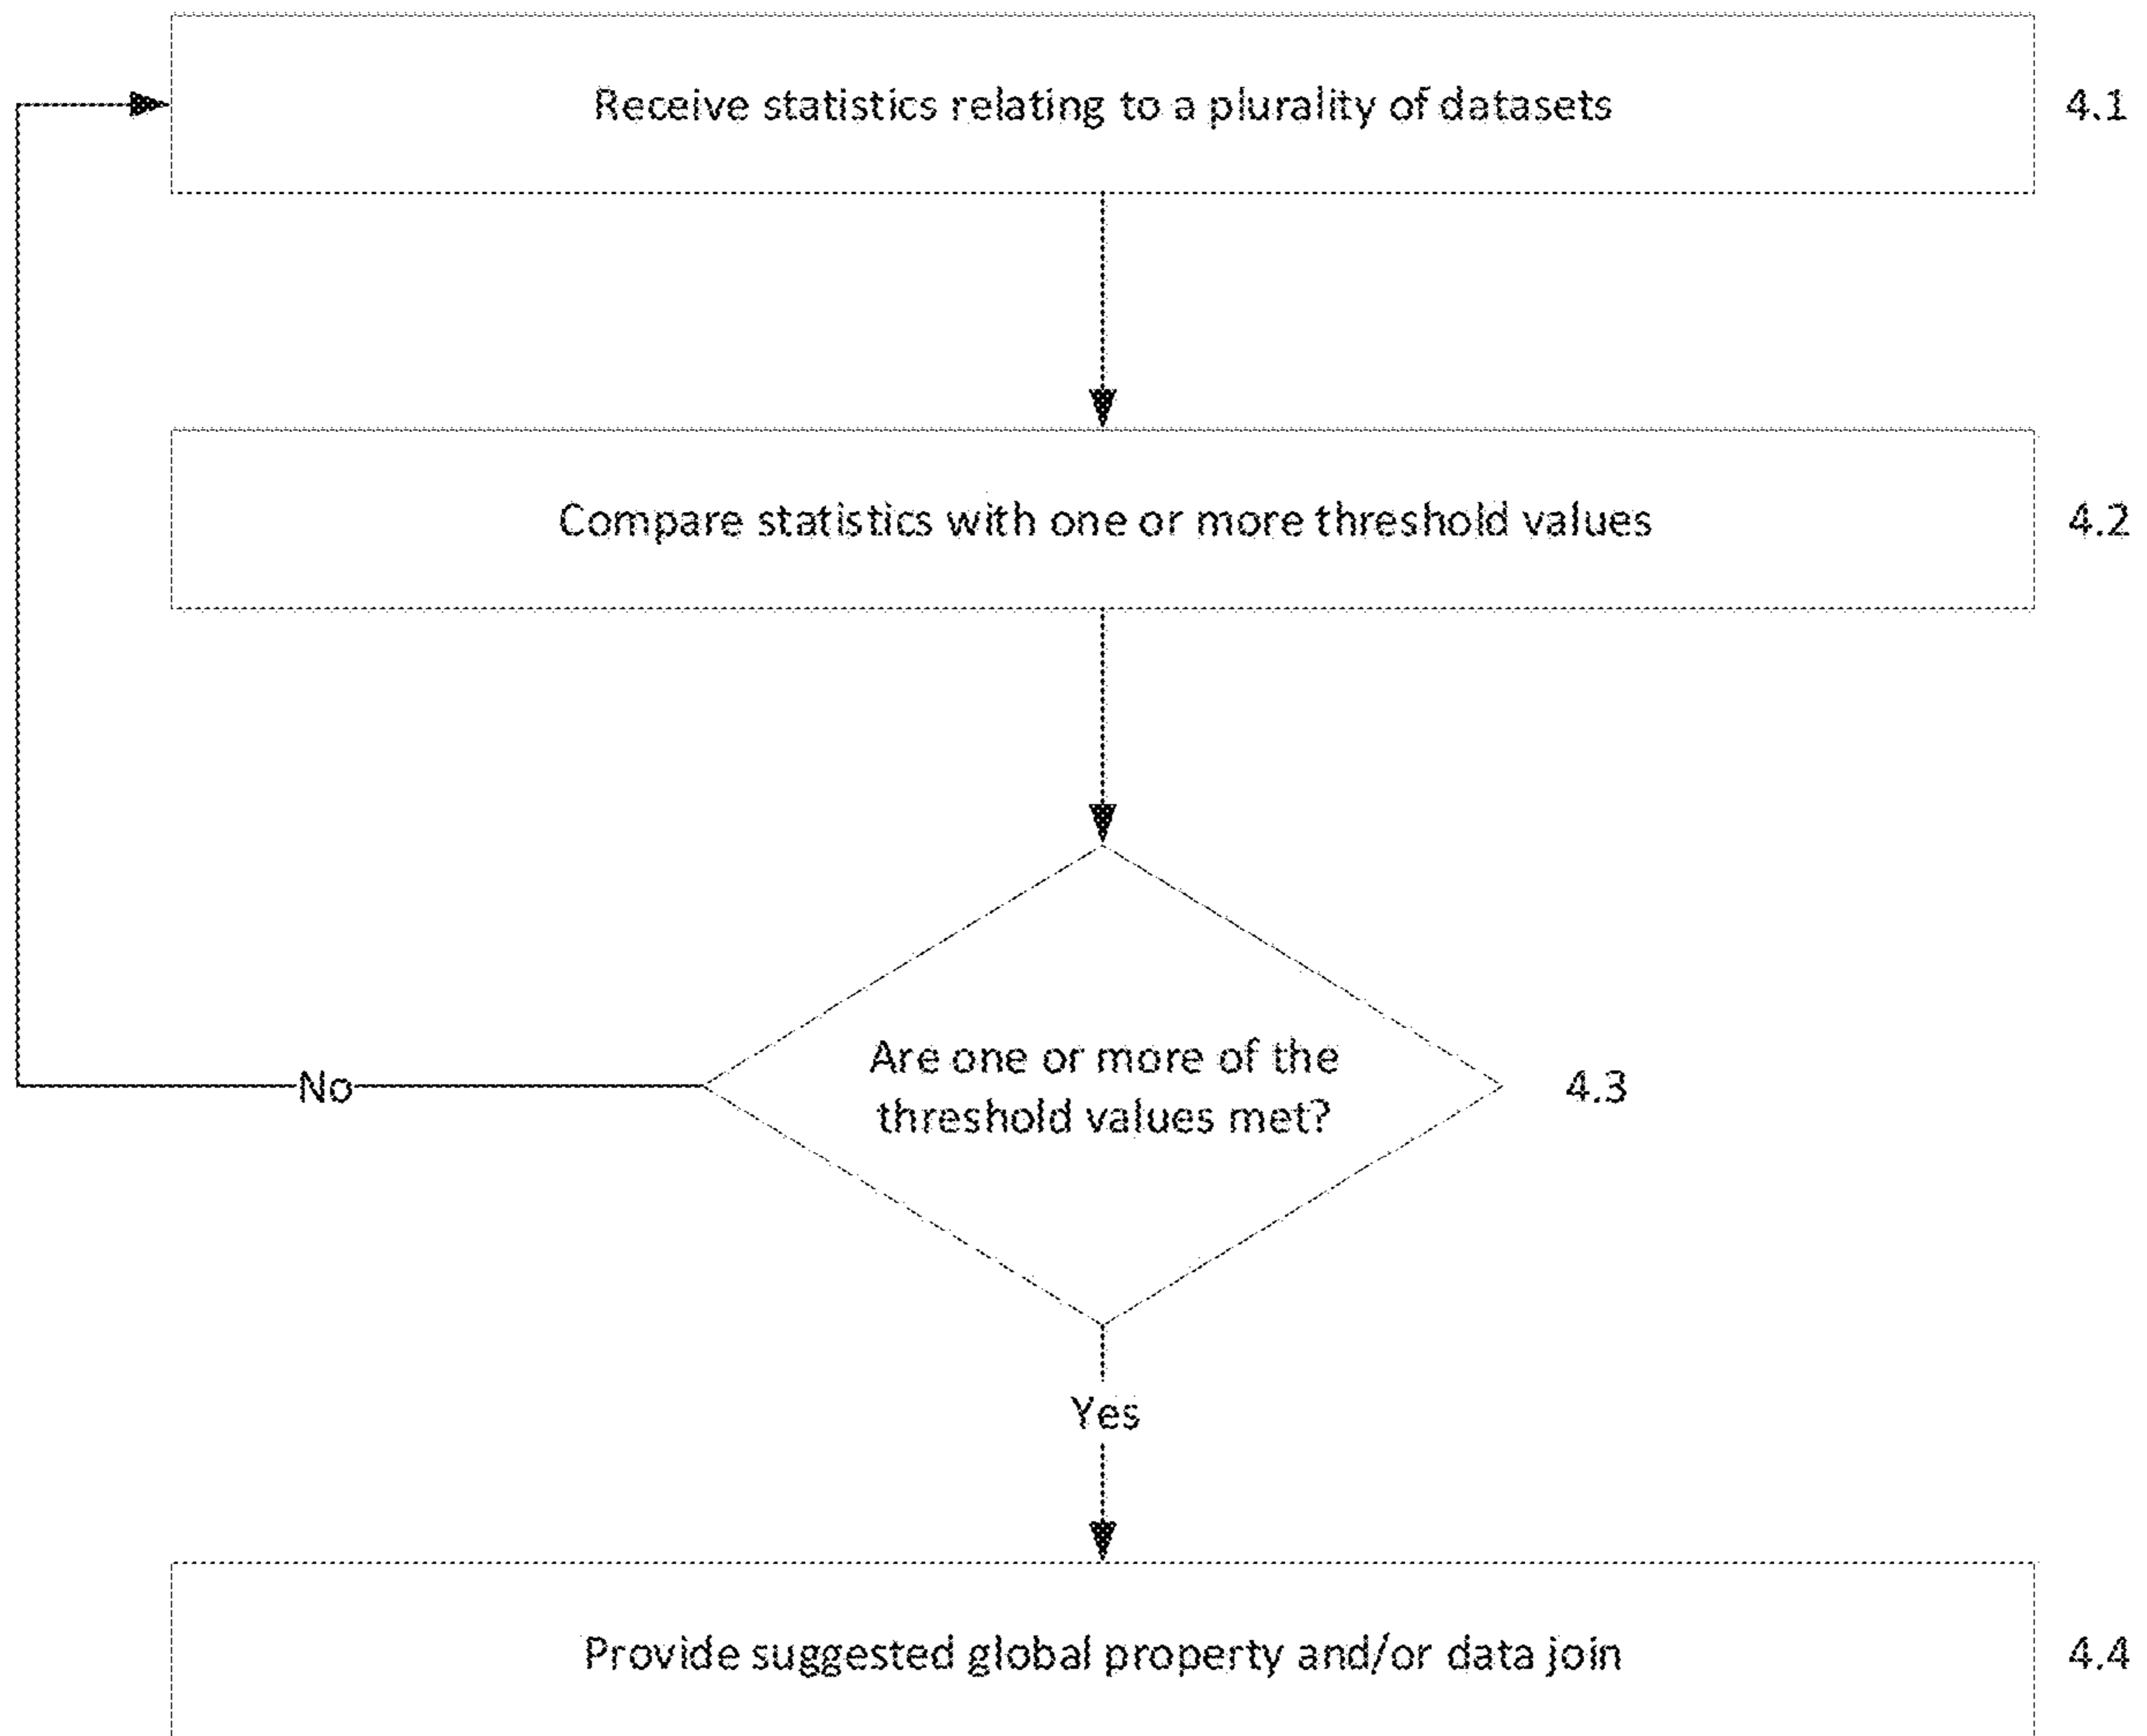 Receive statistics relating to a plurality of datasets 4.1
Compare statistics with one or more threshold values 4.2
Are one or more of the
threshold values met?
4.3
No
Yes
Provide suggested global property and/or data join 4.4